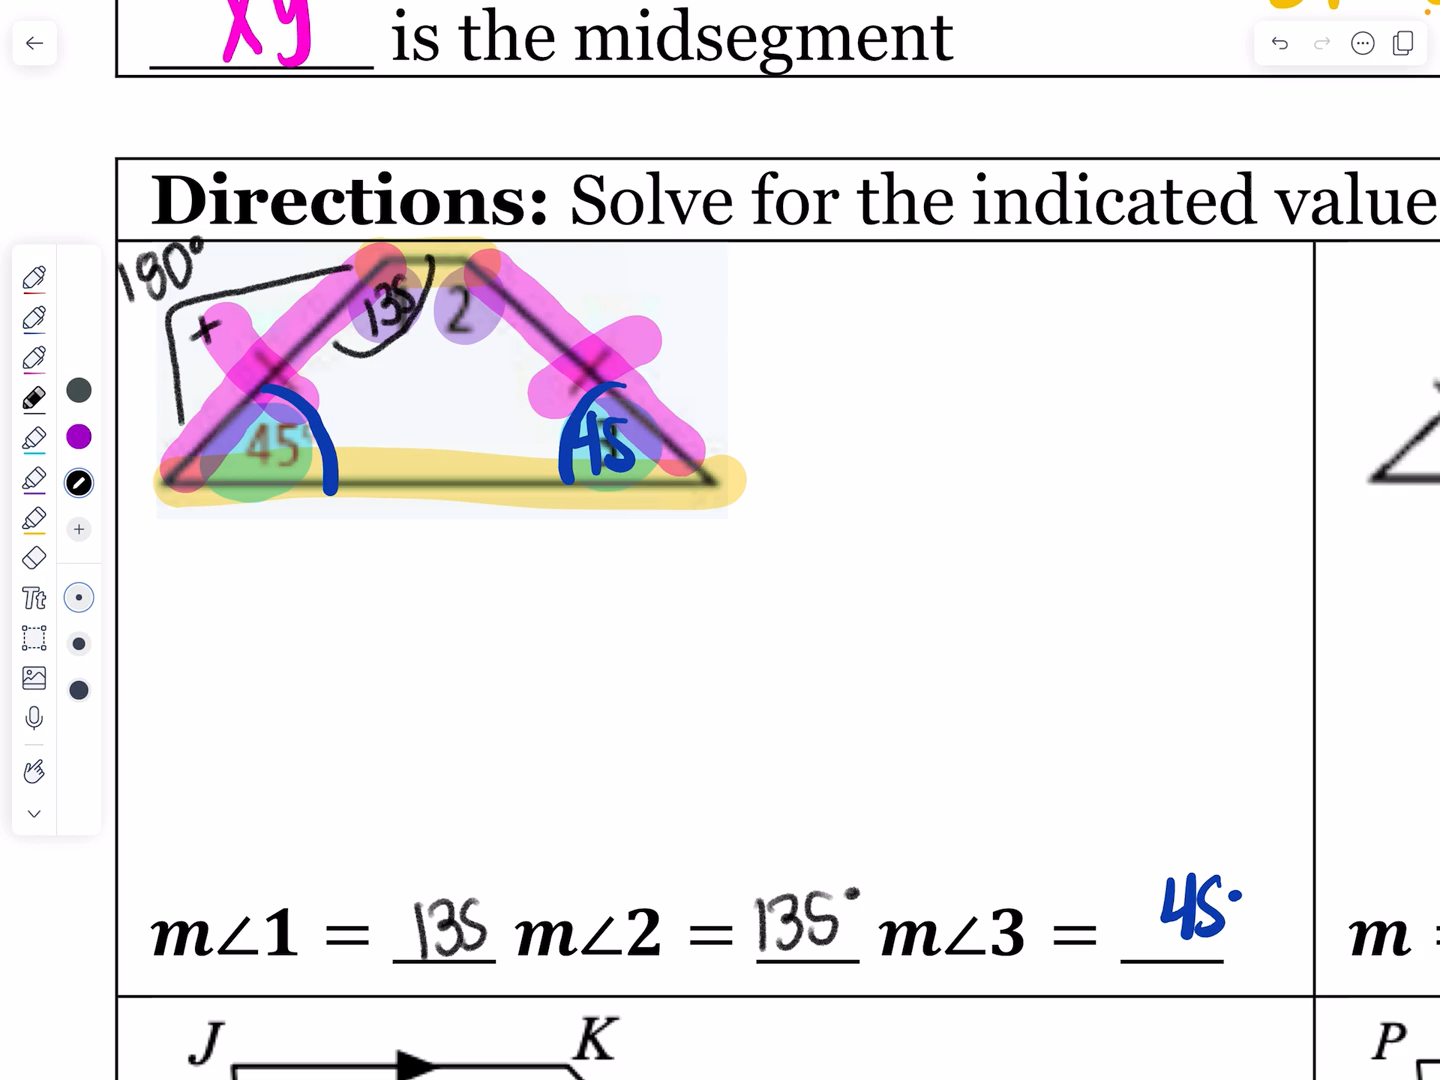 xy is the midsegment
Directions: Solve for the indicated value
180°
+
135 2
45° 45
m∠1 = 135 m∠2 = 135° m∠3 = 45°
m =
J K
P
Tt